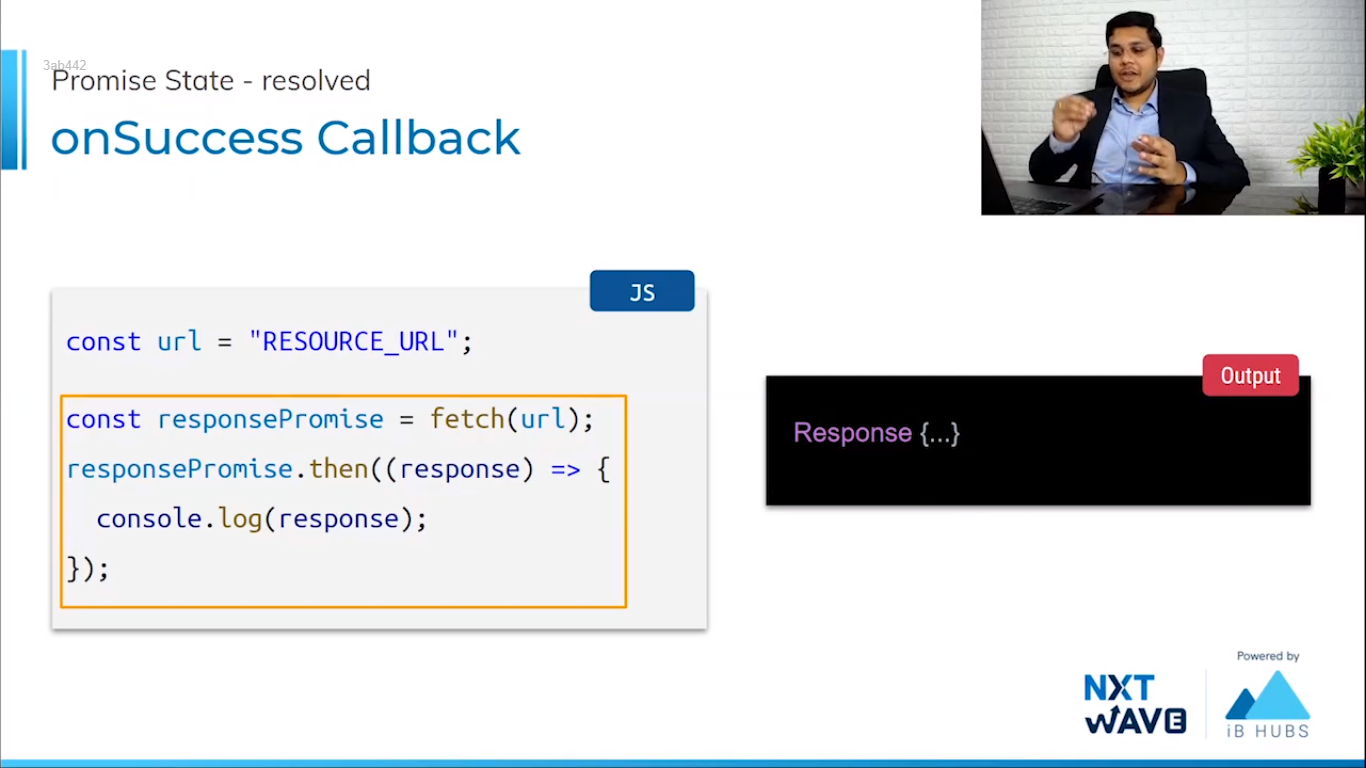 3ab442
Promise State - resolved
onSuccess Callback
JS
const url = "RESOURCE_URL";
const responsePromise = fetch(url);
responsePromise.then((response) => {
  console.log(response);
});
Output
Response {...}
Powered by
NXT
WAVE
iB HUBS